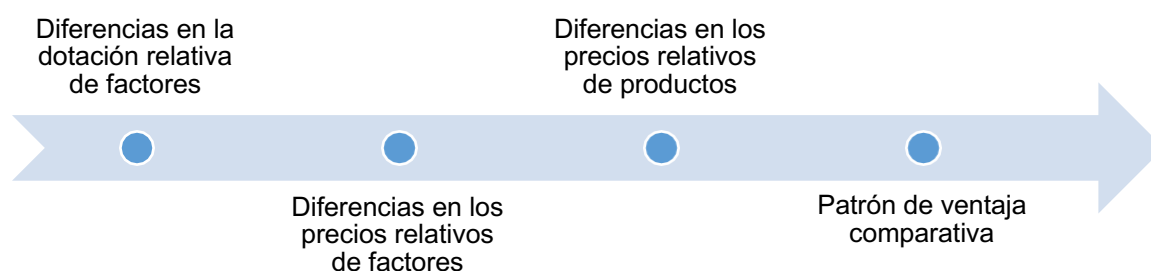 Diferencias en la
dotación relativa
de factores
Diferencias en los
precios relativos
de factores
Diferencias en los
precios relativos
de productos
Patrón de ventaja
comparativa